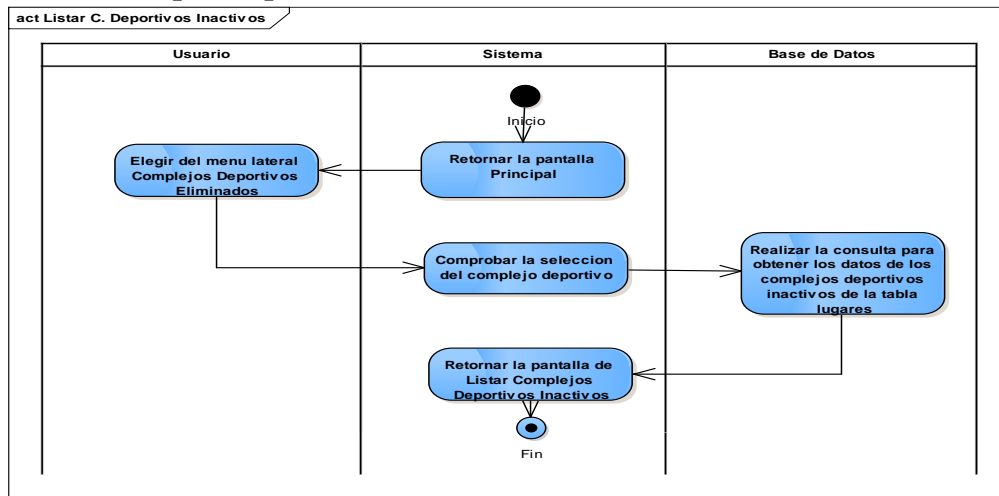 act Listar C. Deportivos Inactivos
Usuario
Sistema
Base de Datos
Inicio
Retornar la pantalla
Principal
Elegir del menu lateral
Complejos Deportivos
Eliminados
Comprobar la seleccion
del complejo deportivo
Realizar la consulta para
obtener los datos de los
complejos deportivos
inactivos de la tabla
lugares
Retornar la pantalla de
Listar Complejos
Deportivos Inactivos
Fin